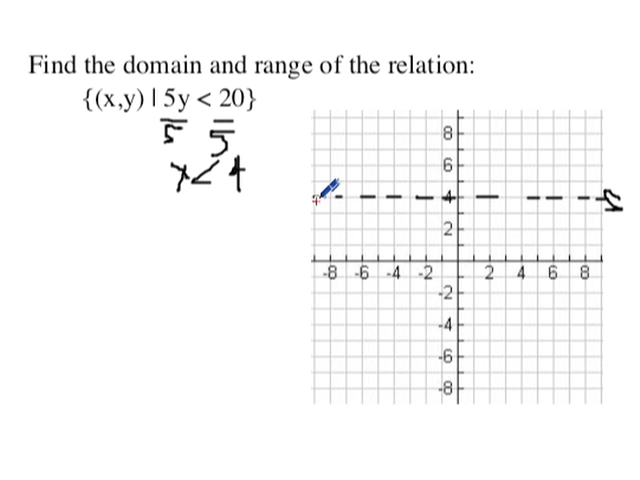 Find the domain and range of the relation:
{(x,y) | 5y < 20}
5 5
y < 4
8
6
4
2
-8 -6 -4 -2 2 4 6 8
-2
-4
-6
-8